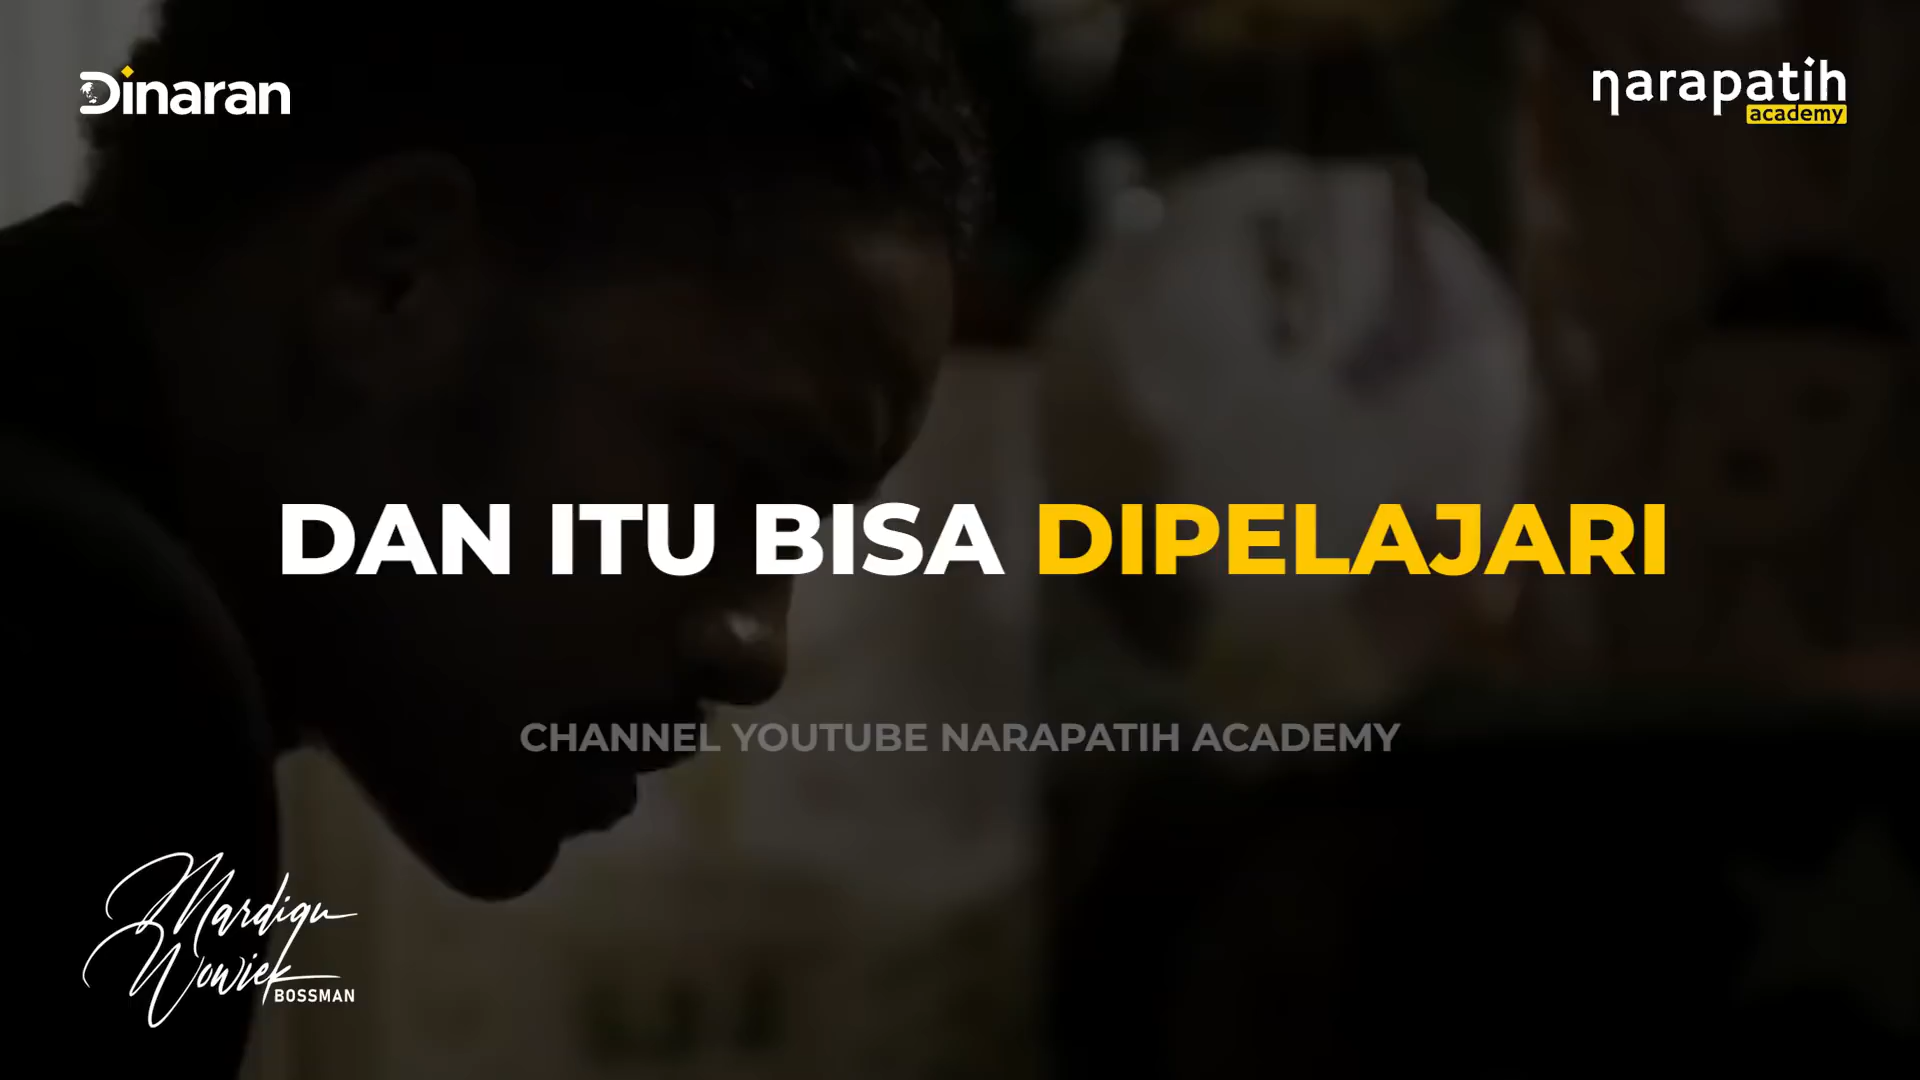 Dinaran
narapatih
academy
DAN ITU BISA DIPELAJARI
CHANNEL YOUTUBE NARAPATIH ACADEMY
Mardigu
Wowiek
BOSSMAN